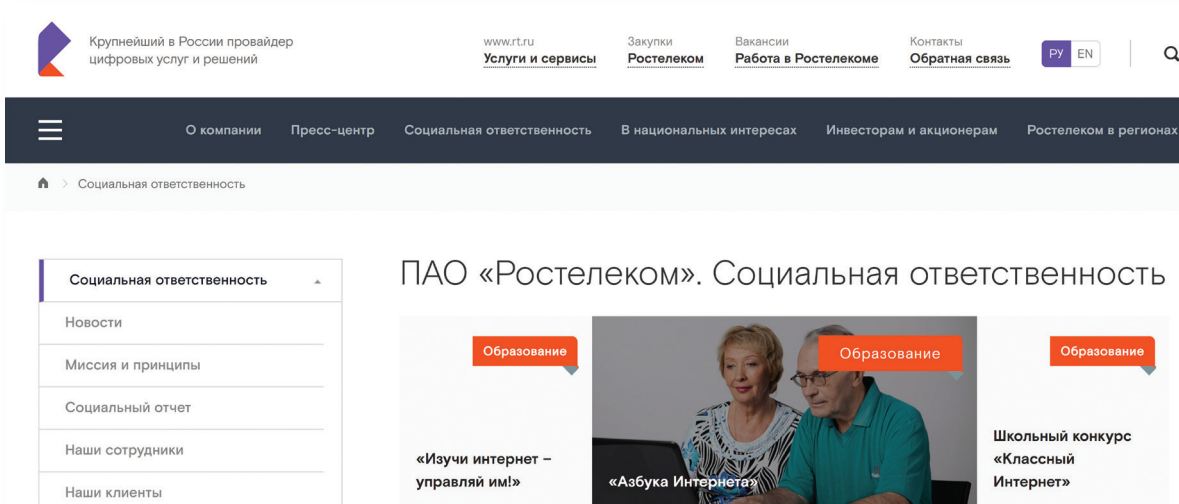 Крупнейший в России провайдер
цифровых услуг и решений
www.rt.ru
Услуги и сервисы
Закупки
Ростелеком
Вакансии
Работа в Ростелекоме
Контакты
Обратная связь
РУ EN
О компании Пресс-центр Социальная ответственность В национальных интересах Инвесторам и акционерам Ростелеком в регионах
Социальная ответственность
Социальная ответственность
Новости
Миссия и принципы
Социальный отчет
Наши сотрудники
Наши клиенты
ПАО «Ростелеком». Социальная ответственность
Образование
«Изучи интернет –
управляй им!»
Образование
«Азбука Интернета»
Образование
Школьный конкурс
«Классный
Интернет»